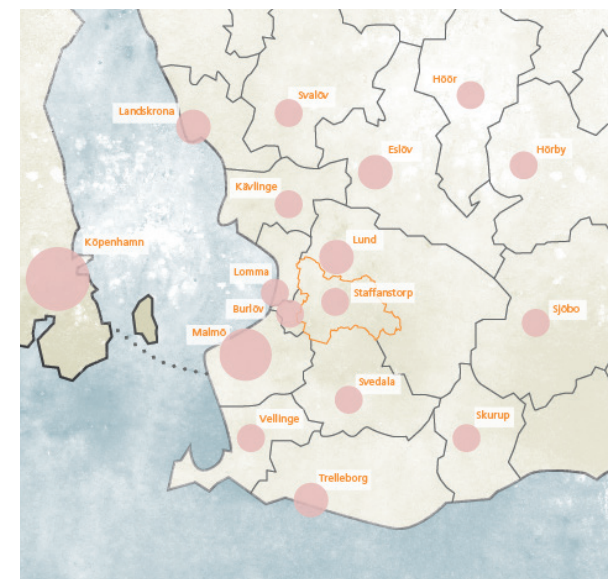 Höör
Svalöv
Landskrona
Eslöv
Hörby
Kävlinge
Lund
Köpenhamn
Lomma
Staffanstorp
Burlöv
Sjöbo
Malmö
Svedala
Vellinge
Skurup
Trelleborg